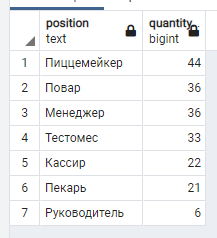 position quantity
text bigint
1 Пиццемейкер 44
2 Повар 36
3 Менеджер 36
4 Тестомес 33
5 Кассир 22
6 Пекарь 21
7 Руководитель 6